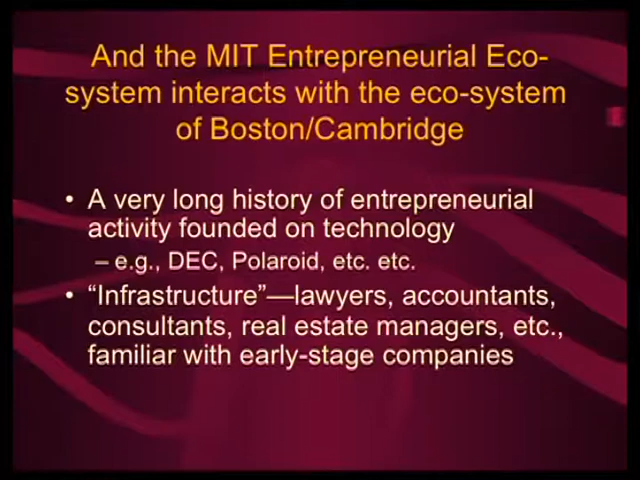 And the MIT Entrepreneurial Eco-
system interacts with the eco-system
of Boston/Cambridge
• A very long history of entrepreneurial
activity founded on technology
– e.g., DEC, Polaroid, etc. etc.
• “Infrastructure”—lawyers, accountants,
consultants, real estate managers, etc.,
familiar with early-stage companies